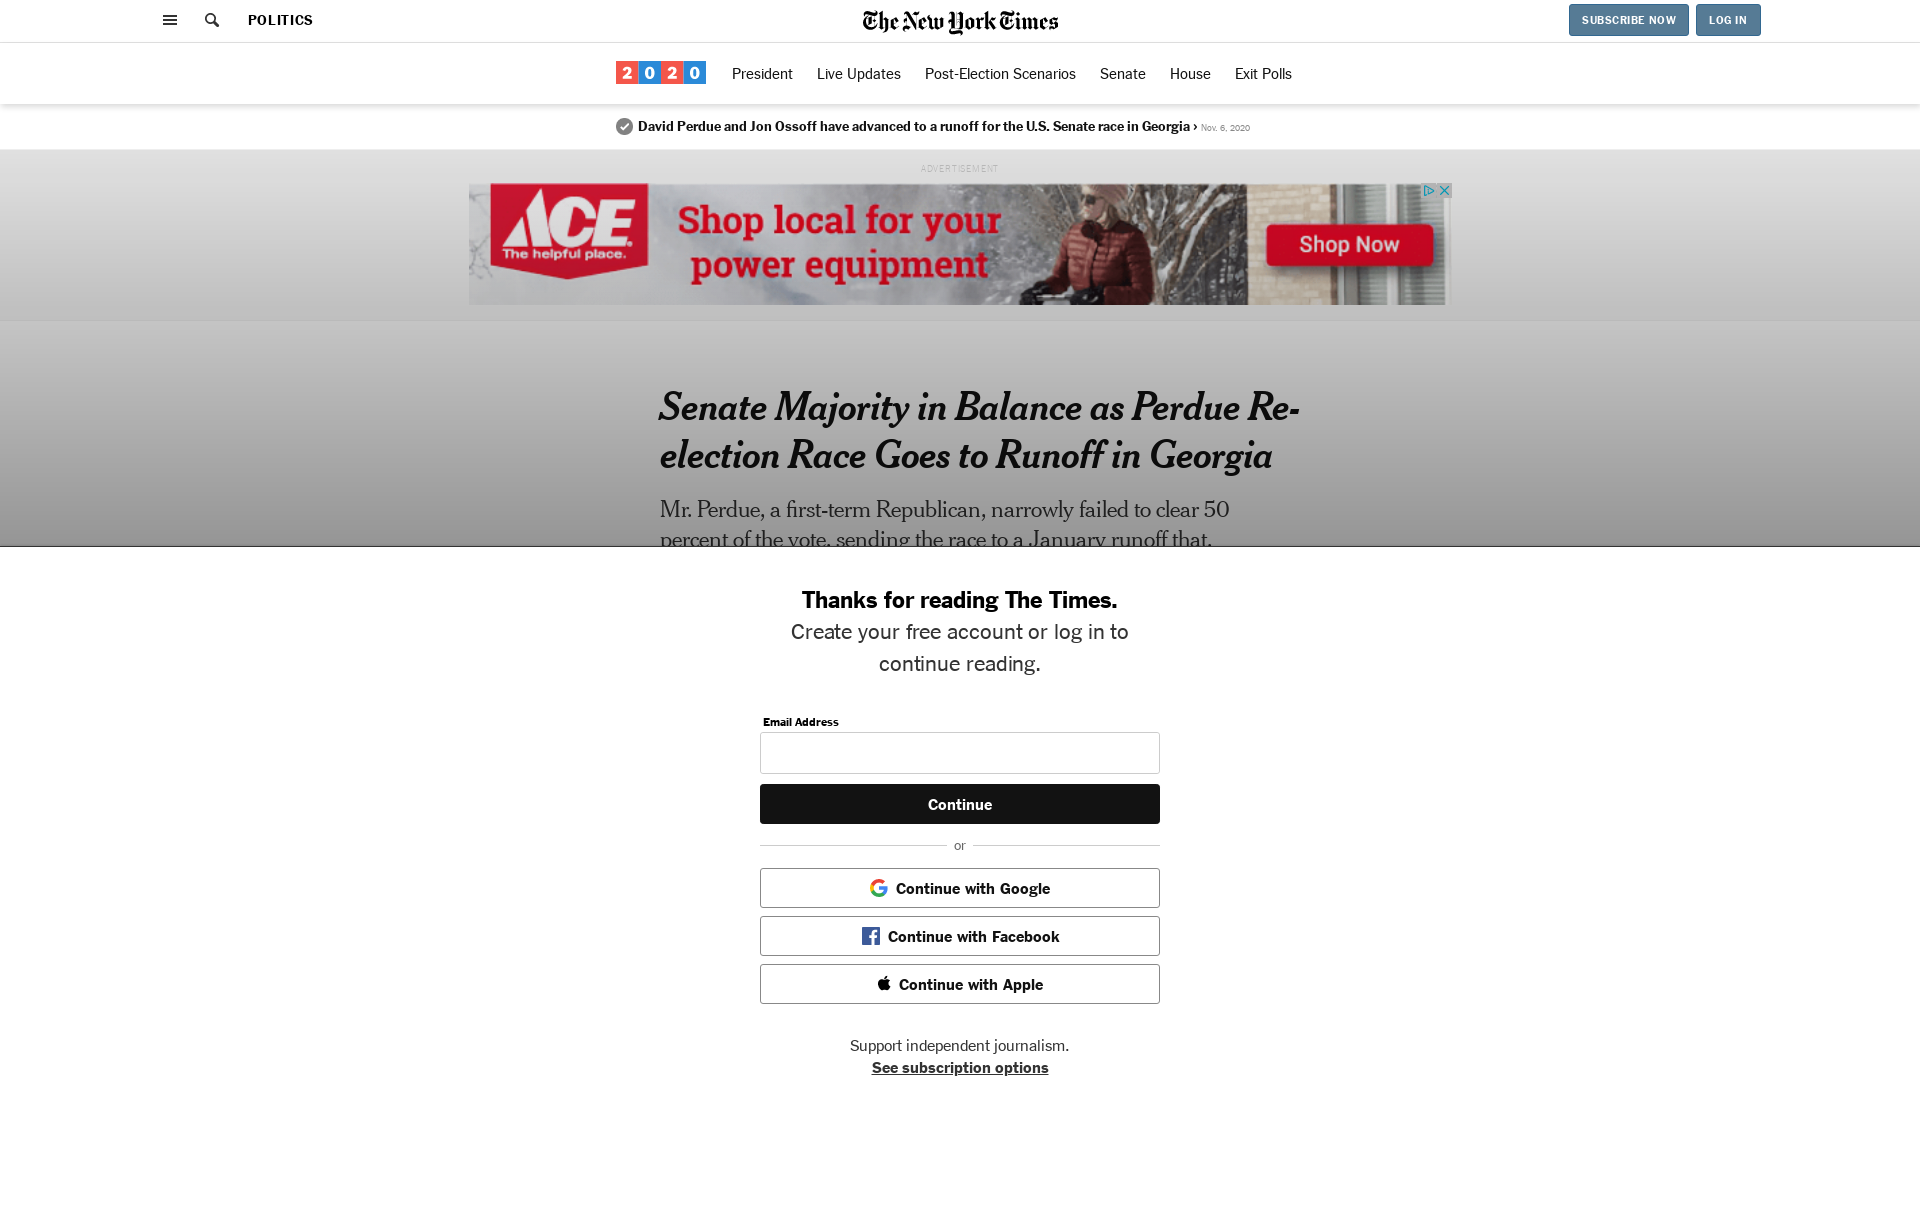 POLITICS
The New York Times
SUBSCRIBE NOW
LOG IN
2020
President
Live Updates
Post-Election Scenarios
Senate
House
Exit Polls
David Perdue and Jon Ossoff have advanced to a runoff for the U.S. Senate race in Georgia › Nov. 6, 2020
ADVERTISEMENT
ACE
The helpful place.
Shop local for your
power equipment
Shop Now
Senate Majority in Balance as Perdue Re-
election Race Goes to Runoff in Georgia
Mr. Perdue, a first-term Republican, narrowly failed to clear 50
percent of the vote, sending the race to a January runoff that,
Thanks for reading The Times.
Create your free account or log in to
continue reading.
Email Address
Continue
or
Continue with Google
Continue with Facebook
Continue with Apple
Support independent journalism.
See subscription options